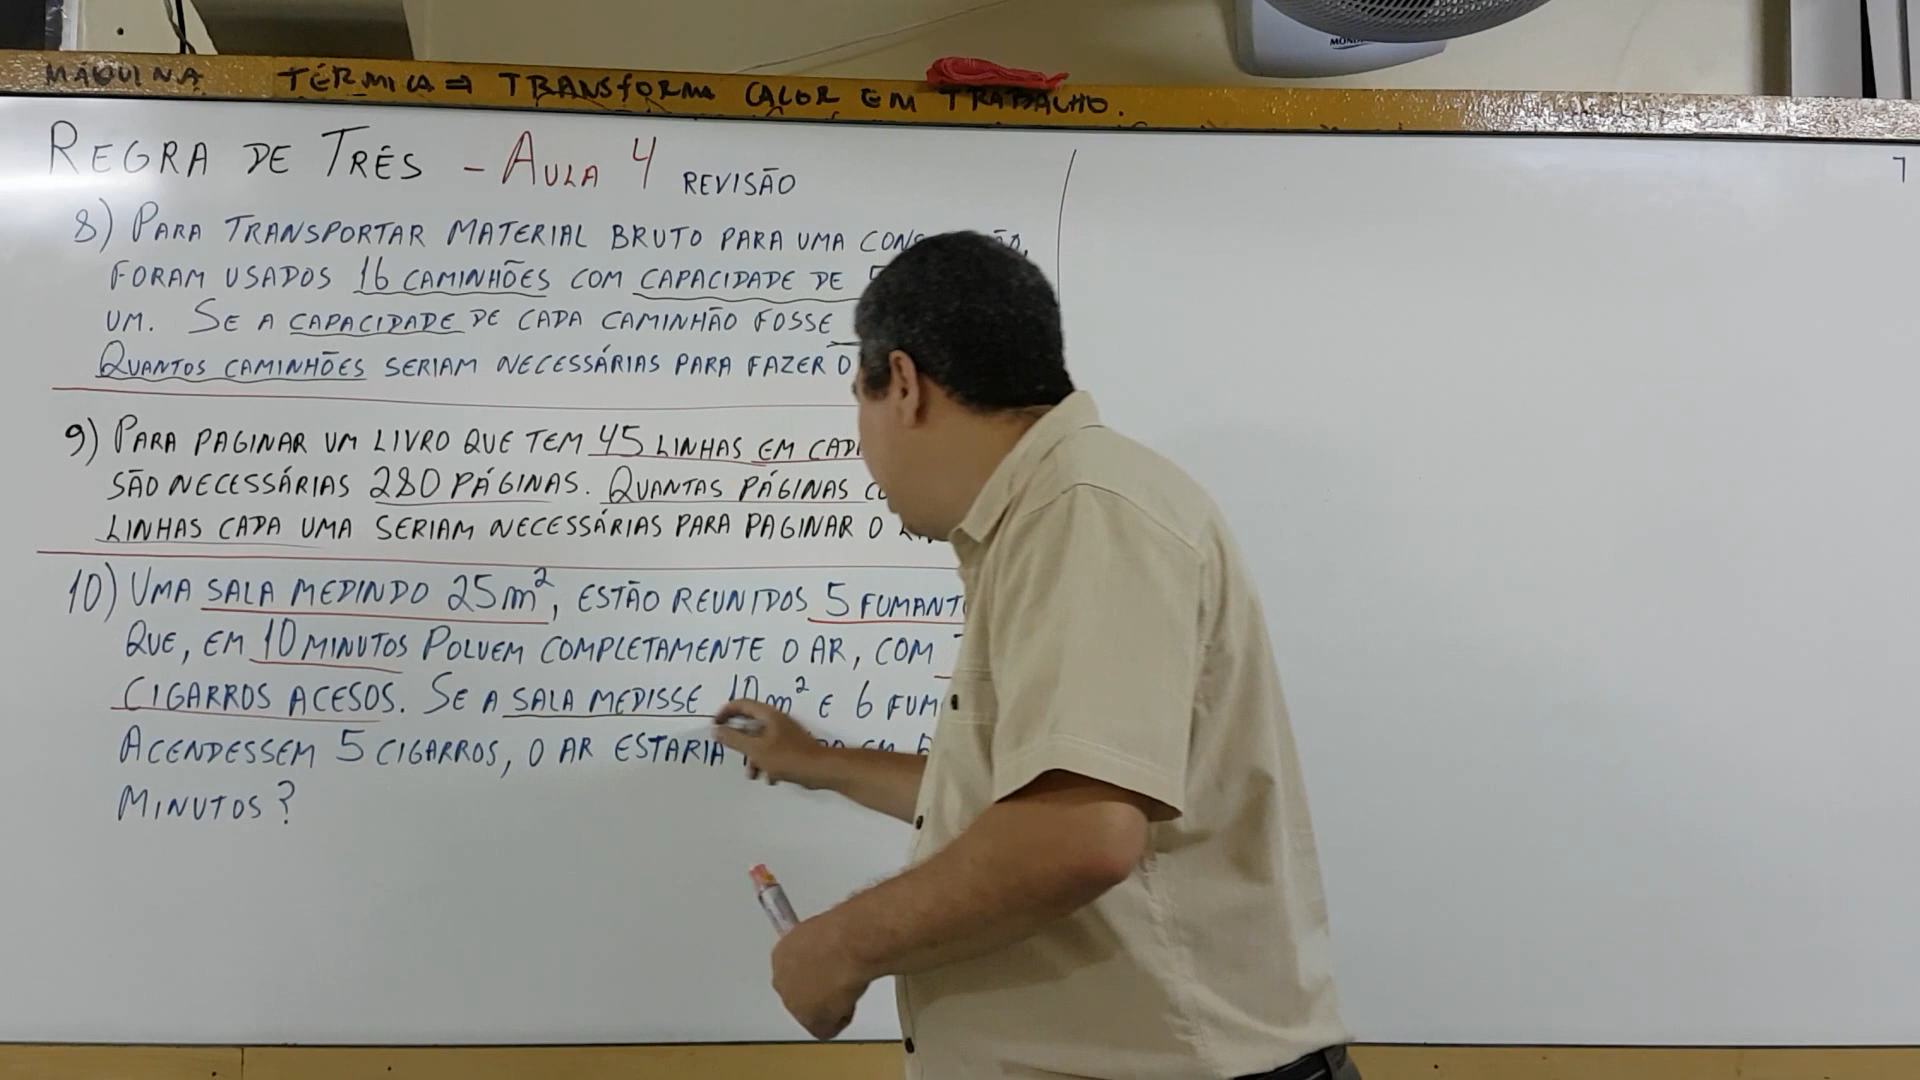 MÁQUINA TÉRMICA ⇒ TRANSFORMA CALOR EM TRABALHO.
REGRA DE TRÊS - AULA 4 REVISÃO
8) PARA TRANSPORTAR MATERIAL BRUTO PARA UMA
FORAM USADOS 16 CAMINHÕES COM CAPACIDADE DE
UM. SE A CAPACIDADE DE CADA CAMINHÃO FOSSE
QUANTOS CAMINHÕES SERIAM NECESSÁRIAS PARA FAZER O
9) PARA PAGINAR UM LIVRO QUE TEM 45 LINHAS EM
SÃO NECESSÁRIAS 280 PÁGINAS. QUANTAS PÁGINAS
LINHAS CADA UMA SERIAM NECESSÁRIAS PARA PAGINAR O
10) UMA SALA MEDINDO 25m², ESTÃO REUNIDOS 5
QUE, EM 10 MINUTOS POLUEM COMPLETAMENTE O AR, COM
CIGARROS ACESOS. SE A SALA MEDISSE 10m² E 6
ACENDESSEM 5 CIGARROS, O AR ESTARIA
MINUTOS?